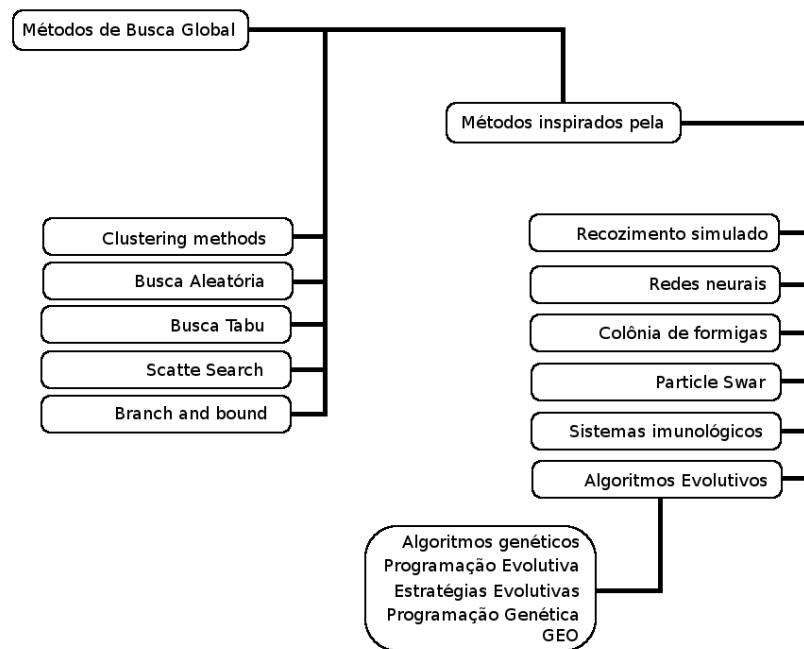 Métodos de Busca Global
Métodos inspirados pela
Clustering methods
Busca Aleatória
Busca Tabu
Scatte Search
Branch and bound
Recozimento simulado
Redes neurais
Colônia de formigas
Particle Swar
Sistemas imunológicos
Algoritmos Evolutivos
Algoritmos genéticos
Programação Evolutiva
Estratégias Evolutivas
Programação Genética
GEO